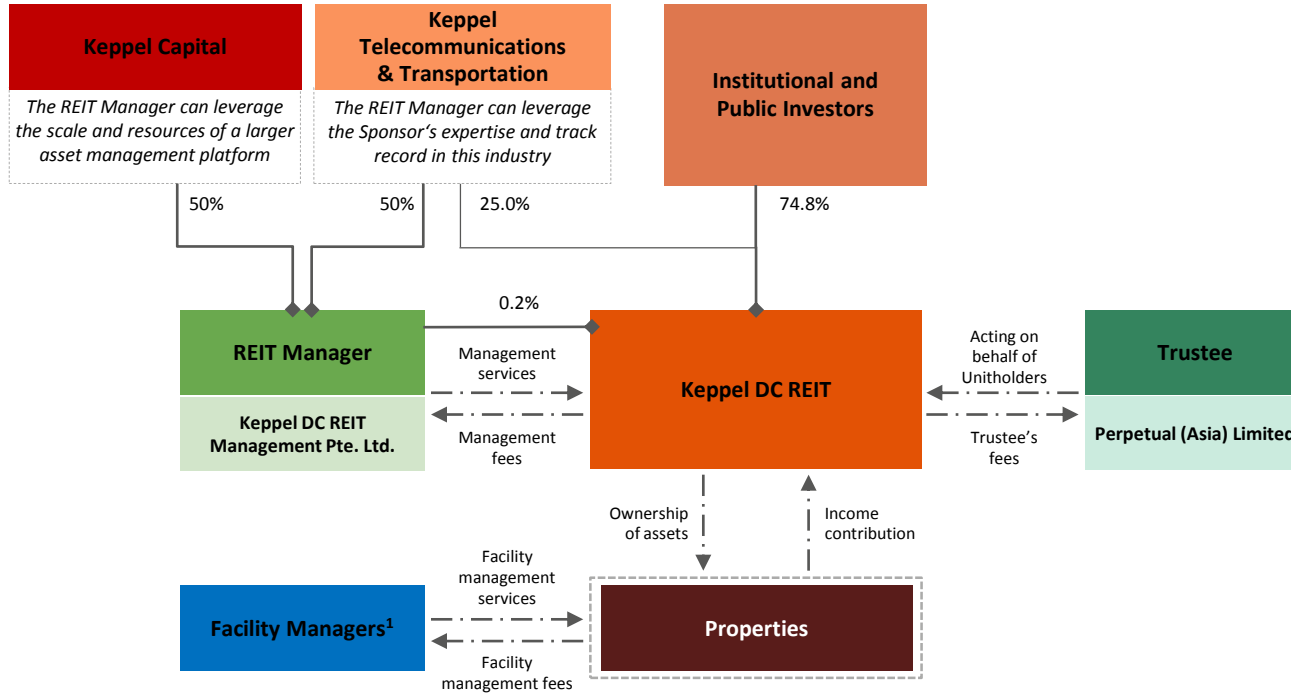 Keppel Capital
The REIT Manager can leverage
the scale and resources of a larger
asset management platform
Keppel
Telecommunications
& Transportation
The REIT Manager can leverage
the Sponsor‘s expertise and track
record in this industry
Institutional and
Public Investors
50%
50%
25.0%
74.8%
0.2%
REIT Manager
Keppel DC REIT
Management Pte. Ltd.
Management
services
Management
fees
Keppel DC REIT
Acting on
behalf of
Unitholders
Trustee’s
fees
Trustee
Perpetual (Asia) Limited
Ownership
of assets
Income
contribution
Facility Managers¹
Facility
management
services
Facility
management fees
Properties